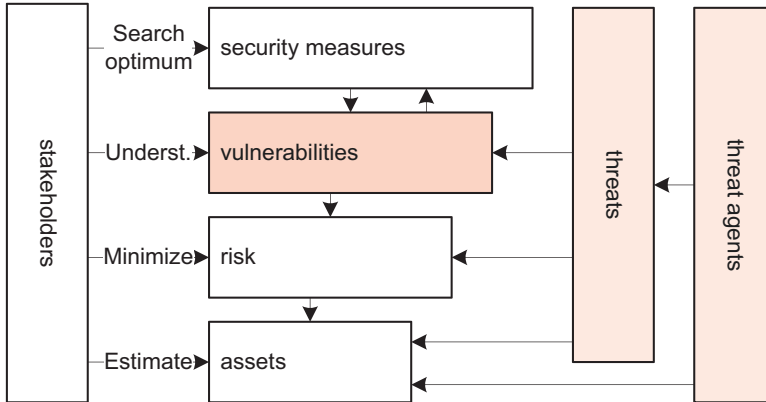 stakeholders
Search
optimum
security measures
Underst.
vulnerabilities
Minimize
risk
Estimate
assets
threats
threat agents